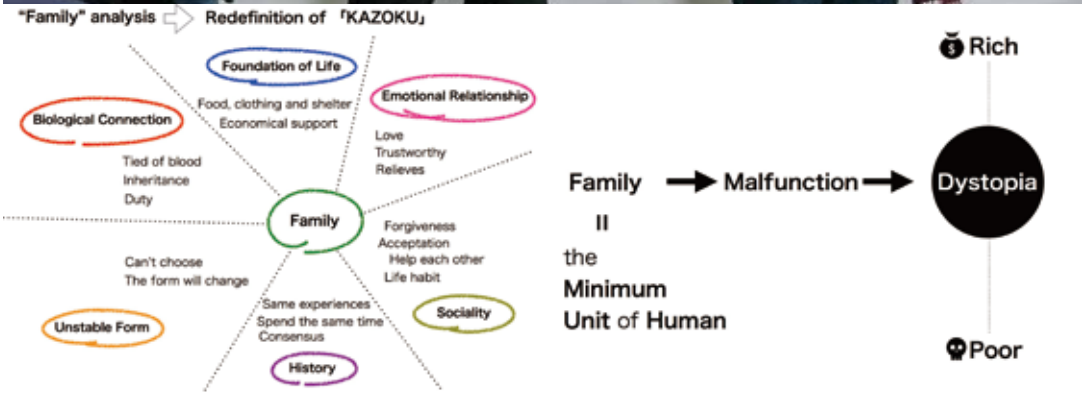 "Family" analysis Redefinition of 「KAZOKU」
Foundation of Life
Food, clothing and shelter
Economical support
Emotional Relationship
Love
Trustworthy
Relieves
Biological Connection
Tied of blood
Inheritance
Duty
Family
Forgiveness
Acceptation
Help each other
Life habit
Sociality
Can't choose
The form will change
Unstable Form
Same experiences
Spend the same time
Consensus
History
Rich
Family Malfunction Dystopia
the
Minimum
Unit of Human
Poor